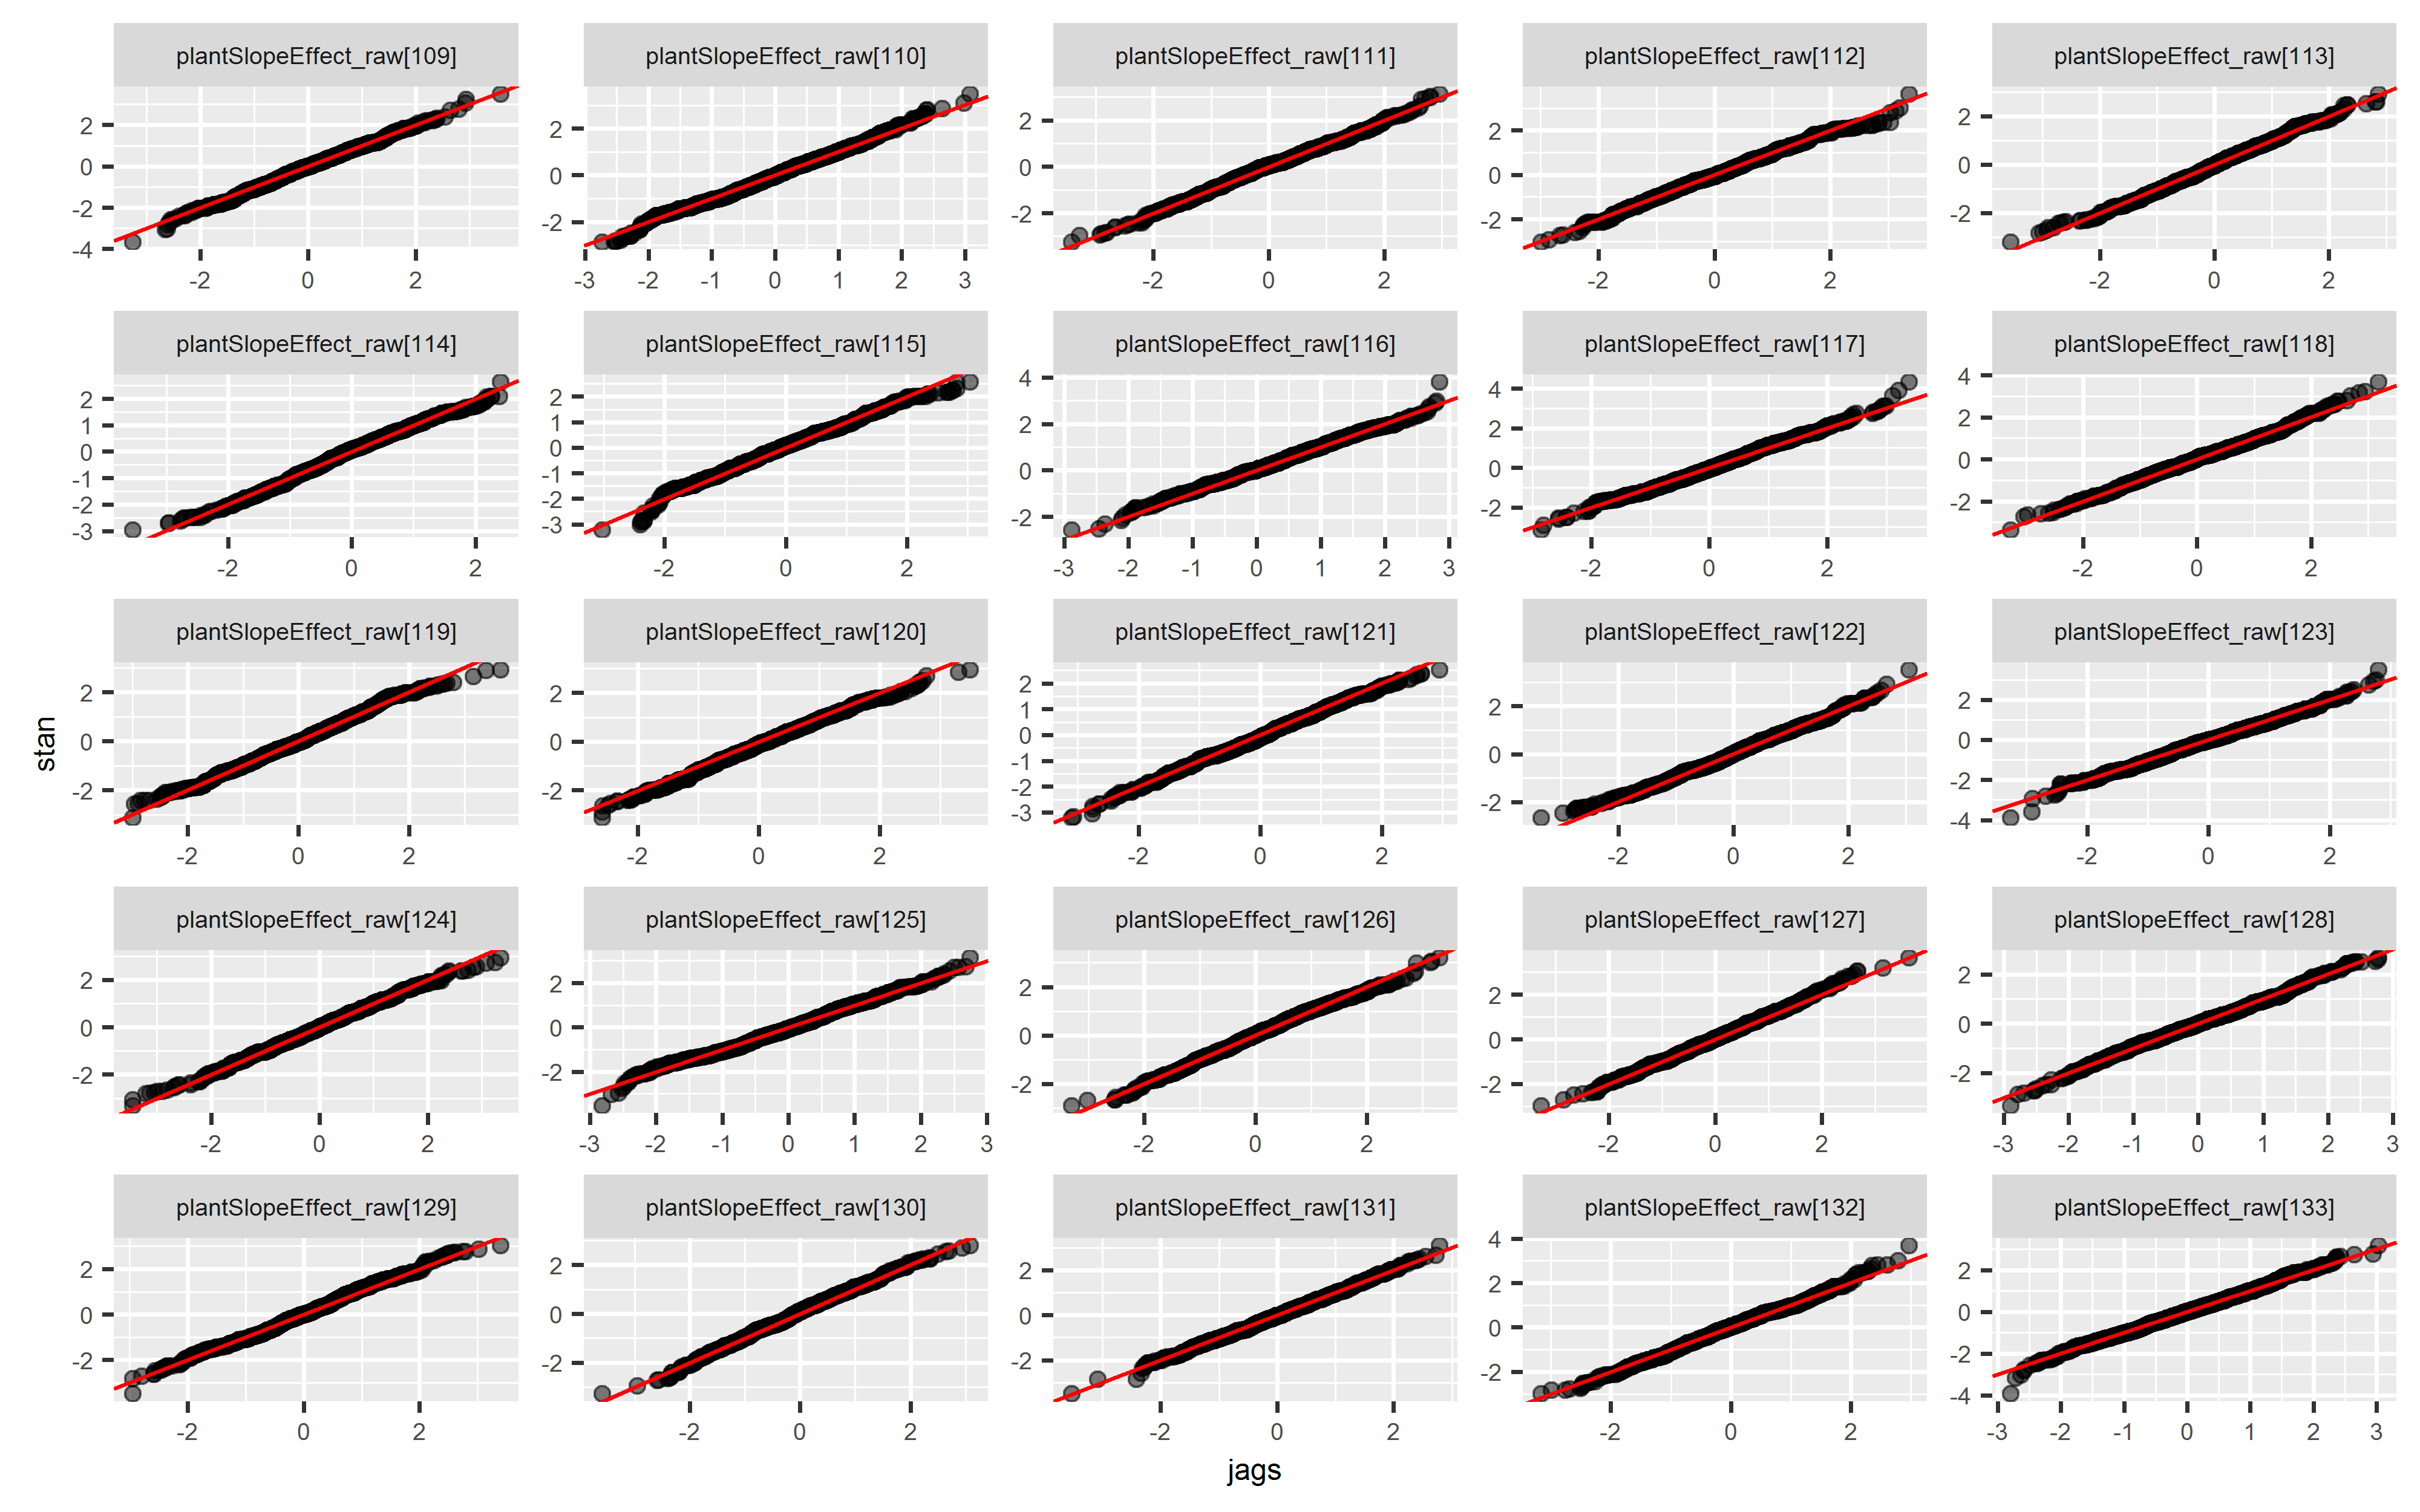 plantSlopeEffect_raw[109] plantSlopeEffect_raw[110] plantSlopeEffect_raw[111] plantSlopeEffect_raw[112] plantSlopeEffect_raw[113]
2 0 -2 -4
2 0 -2
2 0 -2
2 0 -2
2 0 -2
-2 0 2
-3 -2 -1 0 1 2 3
-2 0 2
-2 0 2
-2 0 2
plantSlopeEffect_raw[114] plantSlopeEffect_raw[115] plantSlopeEffect_raw[116] plantSlopeEffect_raw[117] plantSlopeEffect_raw[118]
2 1 0 -1 -2 -3
2 1 0 -1 -2 -3
4 2 0 -2
4 2 0 -2
4 2 0 -2
-2 0 2
-2 0 2
-3 -2 -1 0 1 2 3
-2 0 2
-2 0 2
plantSlopeEffect_raw[119] plantSlopeEffect_raw[120] plantSlopeEffect_raw[121] plantSlopeEffect_raw[122] plantSlopeEffect_raw[123]
stan
2 0 -2
2 0 -2
2 1 0 -1 -2 -3
2 0 -2
2 0 -2 -4
-2 0 2
-2 0 2
-2 0 2
-2 0 2
-2 0 2
plantSlopeEffect_raw[124] plantSlopeEffect_raw[125] plantSlopeEffect_raw[126] plantSlopeEffect_raw[127] plantSlopeEffect_raw[128]
2 0 -2
2 0 -2
2 0 -2
2 0 -2
2 0 -2
-2 0 2
-3 -2 -1 0 1 2 3
-2 0 2
-2 0 2
-3 -2 -1 0 1 2 3
plantSlopeEffect_raw[129] plantSlopeEffect_raw[130] plantSlopeEffect_raw[131] plantSlopeEffect_raw[132] plantSlopeEffect_raw[133]
2 0 -2
2 0 -2
2 0 -2
4 2 0 -2
2 0 -2 -4
-2 0 2
-2 0 2
-2 0 2
-2 0 2
-3 -2 -1 0 1 2 3
jags